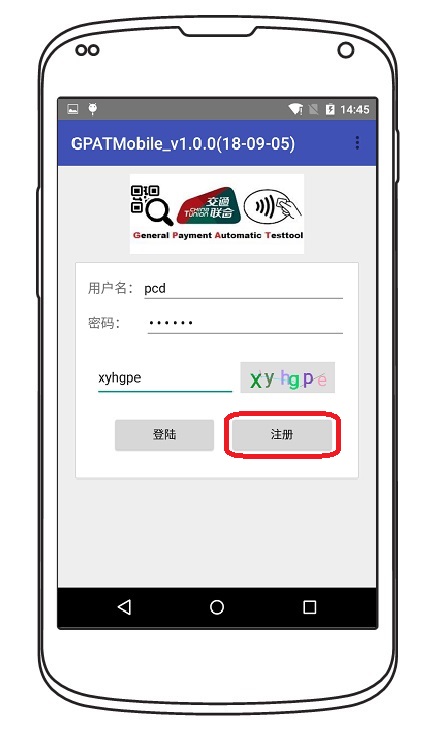 14:45
GPATMobile_v1.0.0(18-09-05)
交通
联合
CHINA
T-UNION
General Payment Automatic Testtool
用户名: pcd
密码: ••••••
xyhgpe
xyhgpe
登陆
注册